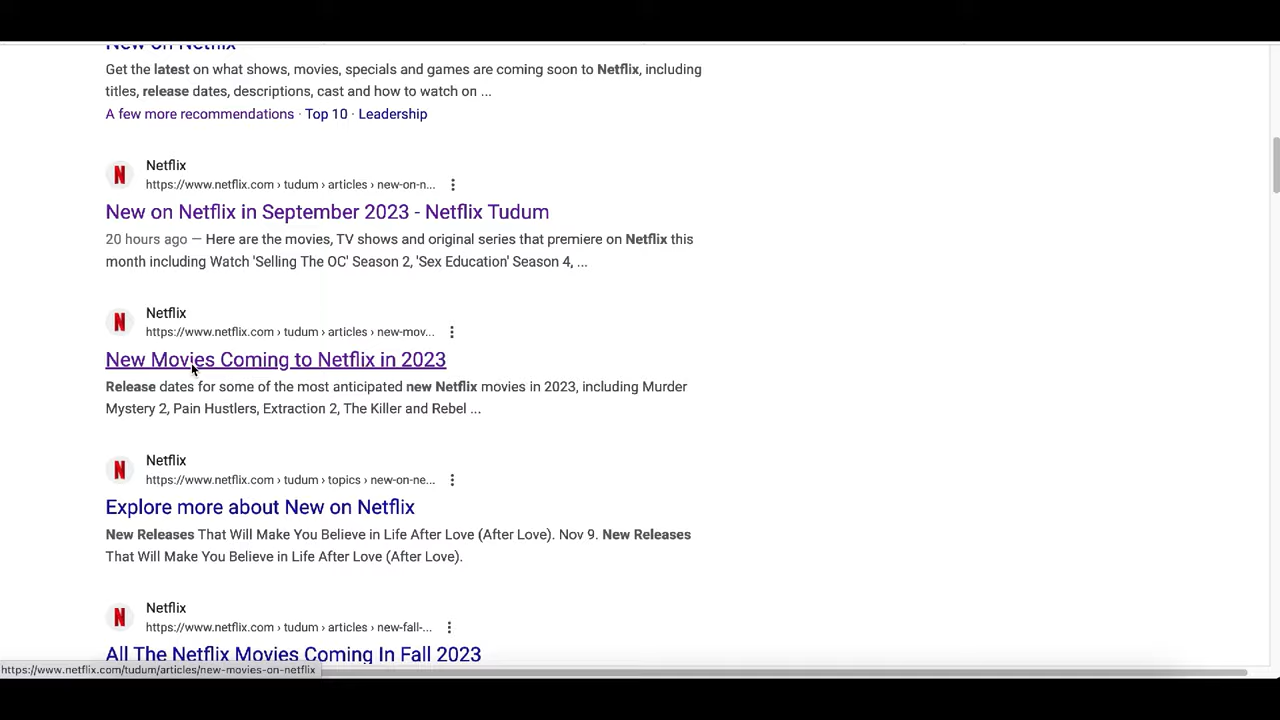 New on Netflix
Get the latest on what shows, movies, specials and games are coming soon to Netflix, including
titles, release dates, descriptions, cast and how to watch on ...
A few more recommendations · Top 10 · Leadership
Netflix
https://www.netflix.com › tudum › articles › new-on-n...
New on Netflix in September 2023 - Netflix Tudum
20 hours ago — Here are the movies, TV shows and original series that premiere on Netflix this
month including Watch 'Selling The OC' Season 2, 'Sex Education' Season 4, ...
Netflix
https://www.netflix.com › tudum › articles › new-mov...
New Movies Coming to Netflix in 2023
Release dates for some of the most anticipated new Netflix movies in 2023, including Murder
Mystery 2, Pain Hustlers, Extraction 2, The Killer and Rebel ...
Netflix
https://www.netflix.com › tudum › topics › new-on-ne...
Explore more about New on Netflix
New Releases That Will Make You Believe in Life After Love (After Love). Nov 9. New Releases
That Will Make You Believe in Life After Love (After Love).
Netflix
https://www.netflix.com › tudum › articles › new-fall-...
All The Netflix Movies Coming In Fall 2023
https://www.netflix.com/tudum/articles/new-movies-on-netflix